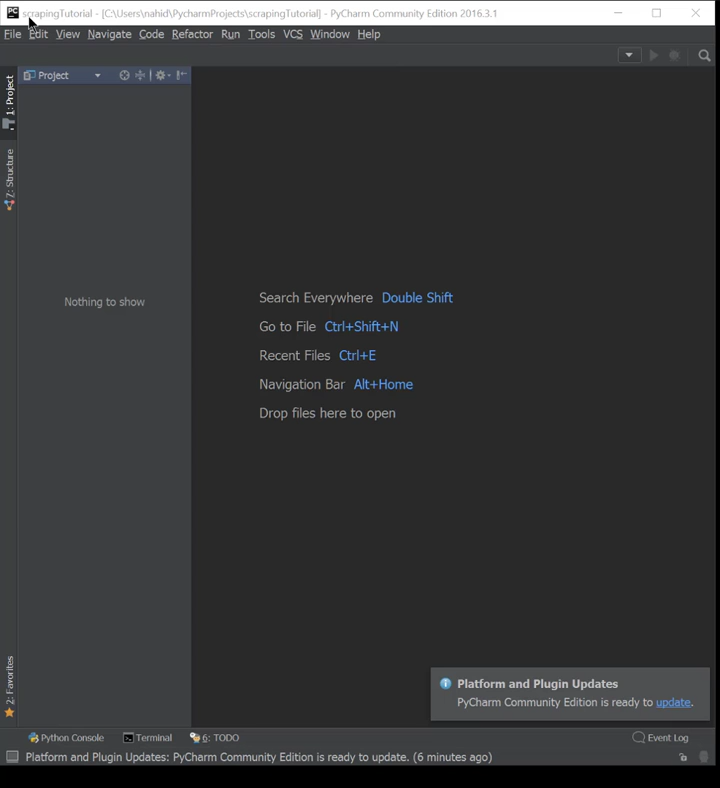 PC scrapingTutorial - [C:\Users\nahid\PycharmProjects\scrapingTutorial] - PyCharm Community Edition 2016.3.1
File Edit View Navigate Code Refactor Run Tools VCS Window Help
Project
1: Project
7: Structure
Nothing to show
Search Everywhere Double Shift
Go to File Ctrl+Shift+N
Recent Files Ctrl+E
Navigation Bar Alt+Home
Drop files here to open
2: Favorites
Platform and Plugin Updates
PyCharm Community Edition is ready to update.
Python Console Terminal 6: TODO Event Log
Platform and Plugin Updates: PyCharm Community Edition is ready to update. (6 minutes ago)